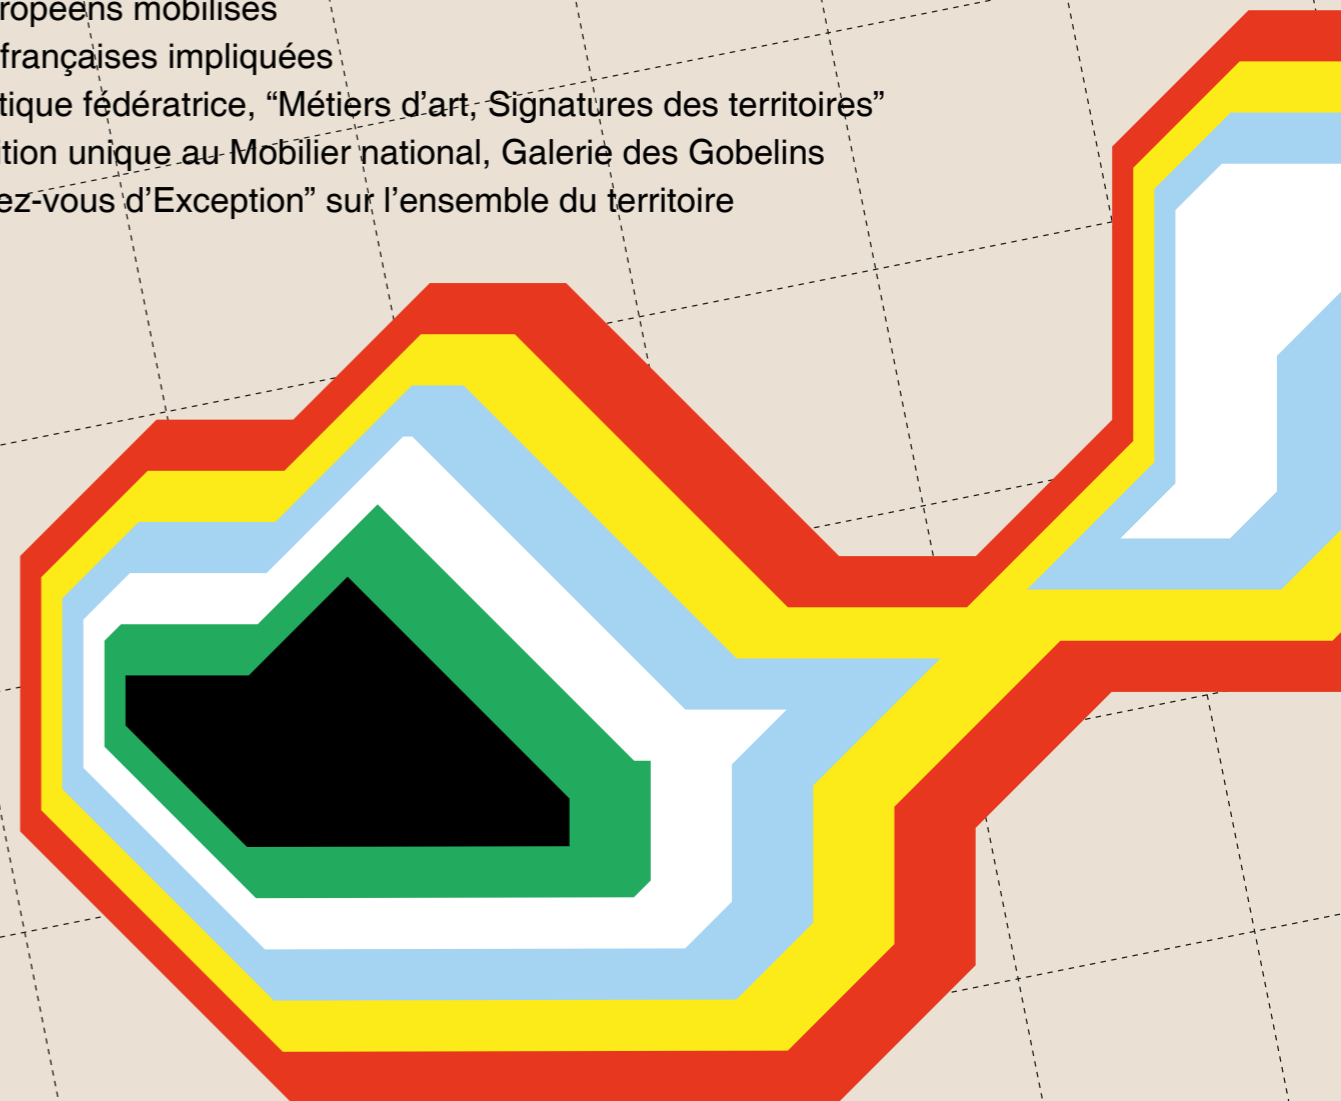 ropéens mobilisés
françaises impliquées
tique fédératrice, “Métiers d’art, Signatures des territoires”
ition unique au Mobilier national, Galerie des Gobelins
ez-vous d’Exception” sur l’ensemble du territoire